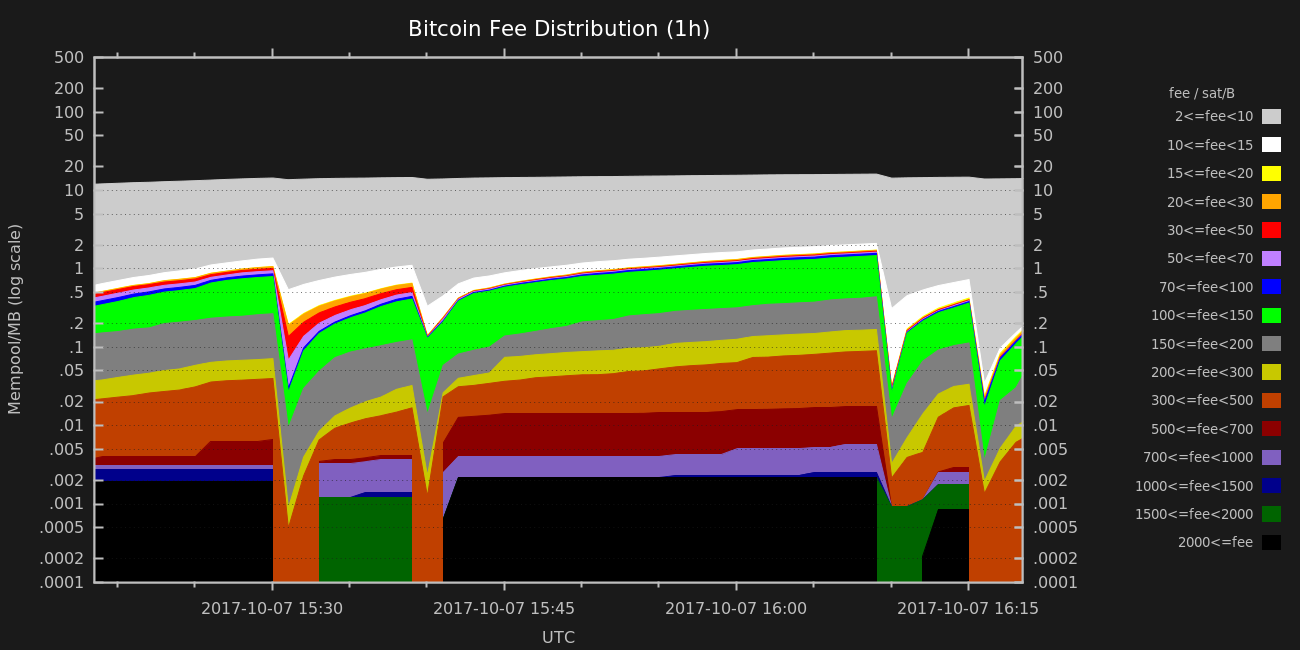 Bitcoin Fee Distribution (1h)
Mempool/MB (log scale)
500
200
100
50
20
10
5
2
1
.5
.2
.1
.05
.02
.01
.005
.002
.001
.0005
.0002
.0001
500
200
100
50
20
10
5
2
1
.5
.2
.1
.05
.02
.01
.005
.002
.001
.0005
.0002
.0001
2017-10-07 15:30
2017-10-07 15:45
2017-10-07 16:00
2017-10-07 16:15
UTC
fee / sat/B
2<=fee<10
10<=fee<15
15<=fee<20
20<=fee<30
30<=fee<50
50<=fee<70
70<=fee<100
100<=fee<150
150<=fee<200
200<=fee<300
300<=fee<500
500<=fee<700
700<=fee<1000
1000<=fee<1500
1500<=fee<2000
2000<=fee